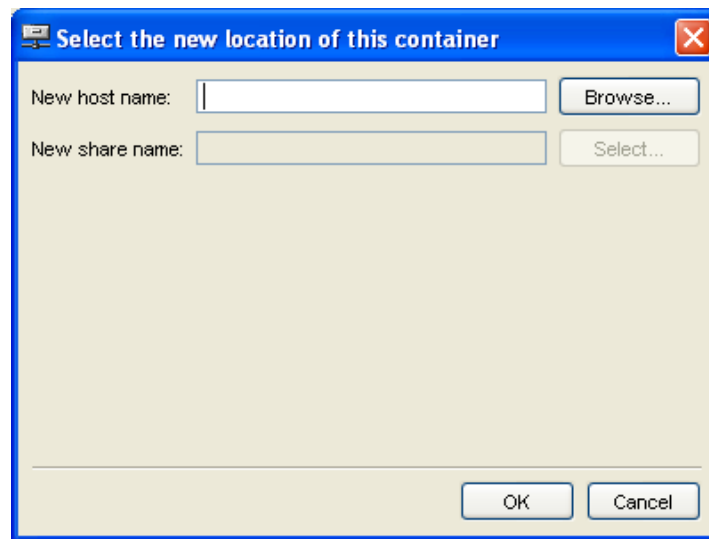 Select the new location of this container
New host name: Browse...
New share name: Select...
OK Cancel